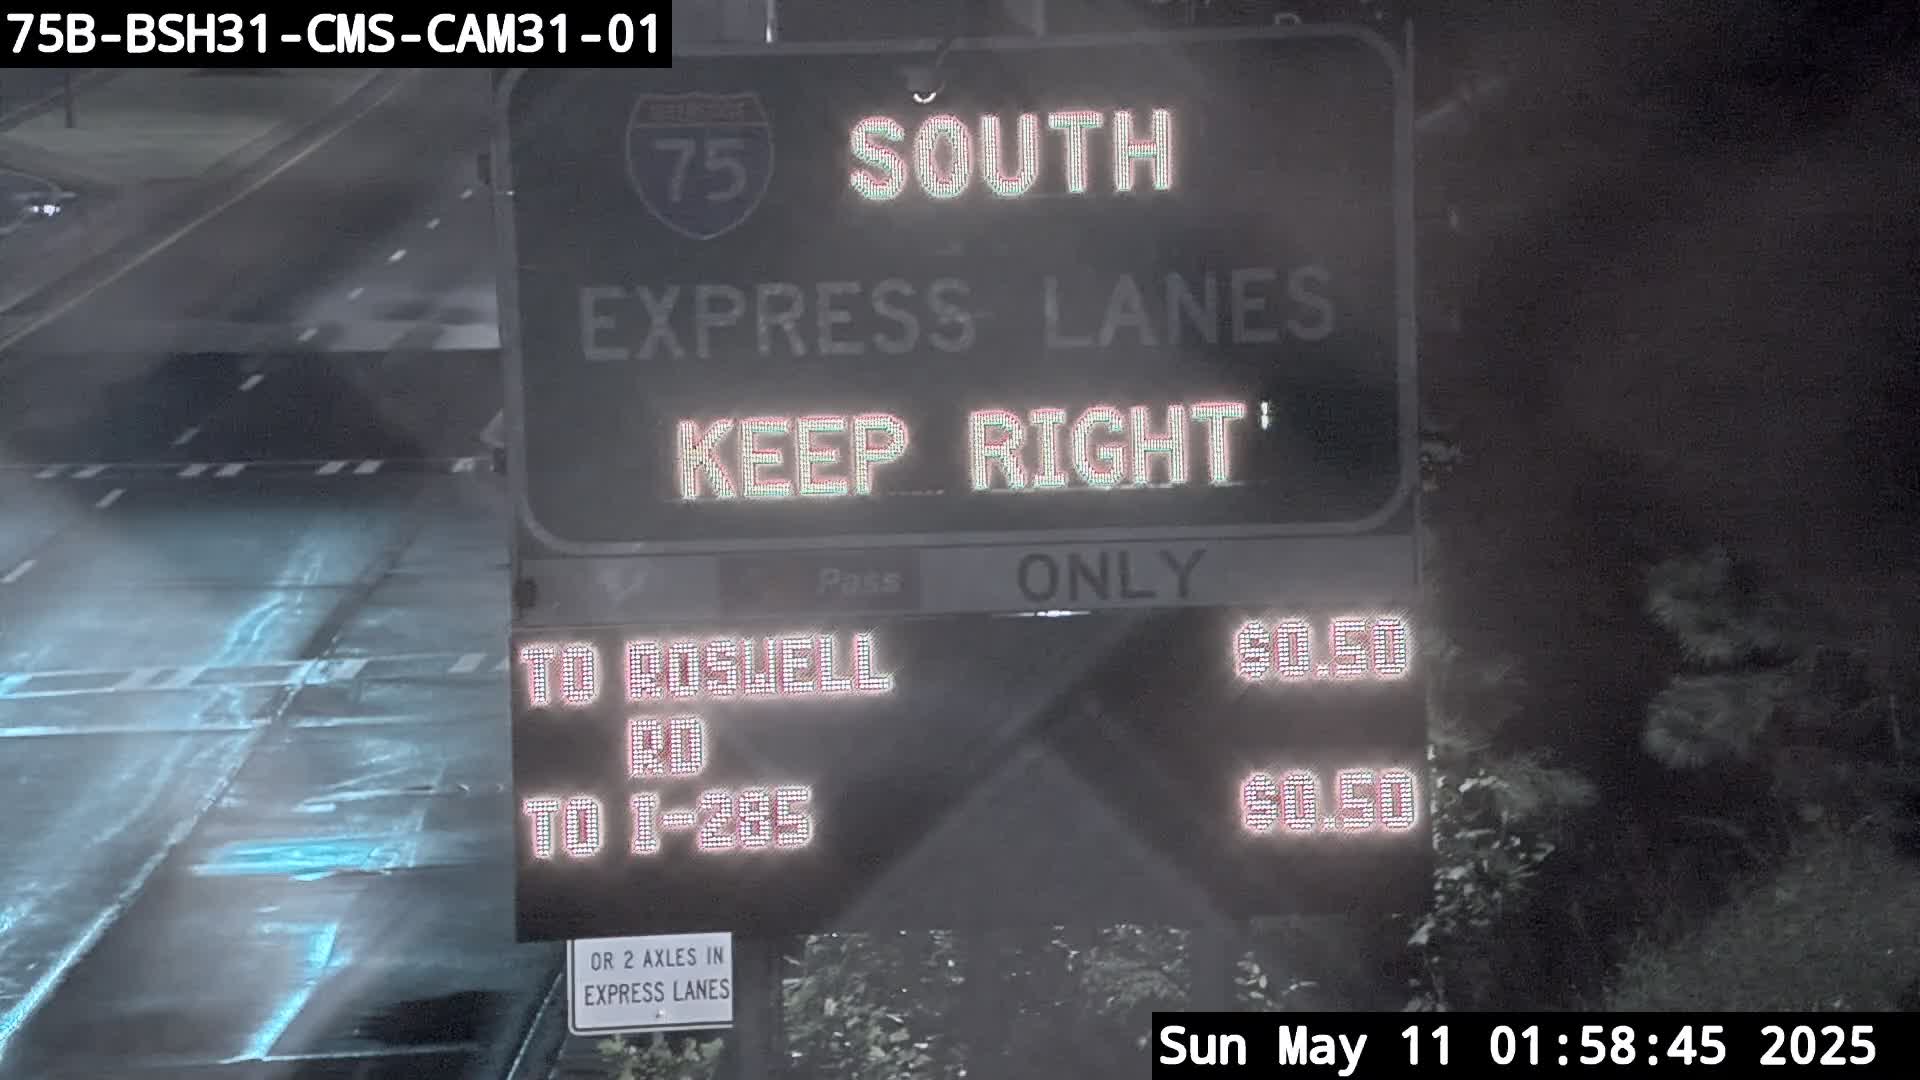 75B-BSH31-CMS-CAM31-01
INTERSTATE
75
SOUTH
EXPRESS LANES
KEEP RIGHT
Pass ONLY
TO ROSWELL $0.50
RD
TO I-285 $0.50
OR 2 AXLES IN
EXPRESS LANES
Sun May 11 01:58:45 2025